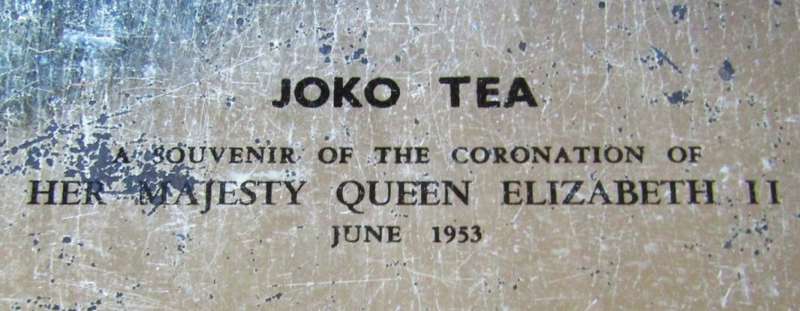 JOKO TEA
A SOUVENIR OF THE CORONATION OF
HER MAJESTY QUEEN ELIZABETH II
JUNE 1953